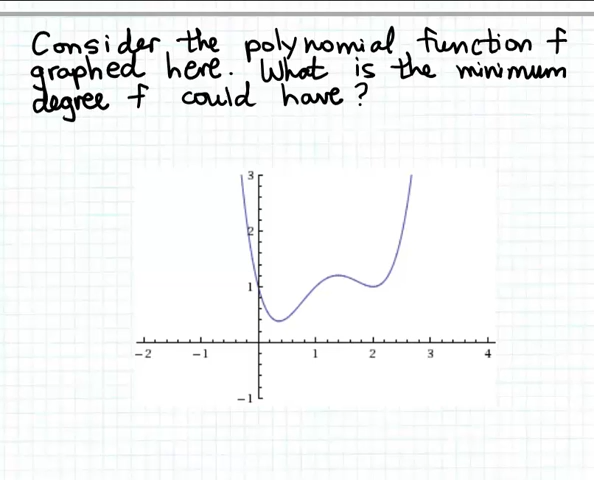 Consider the polynomial function f
graphed here. What is the minimum
degree f could have?
3
2
1
-2 -1 1 2 3 4
-1